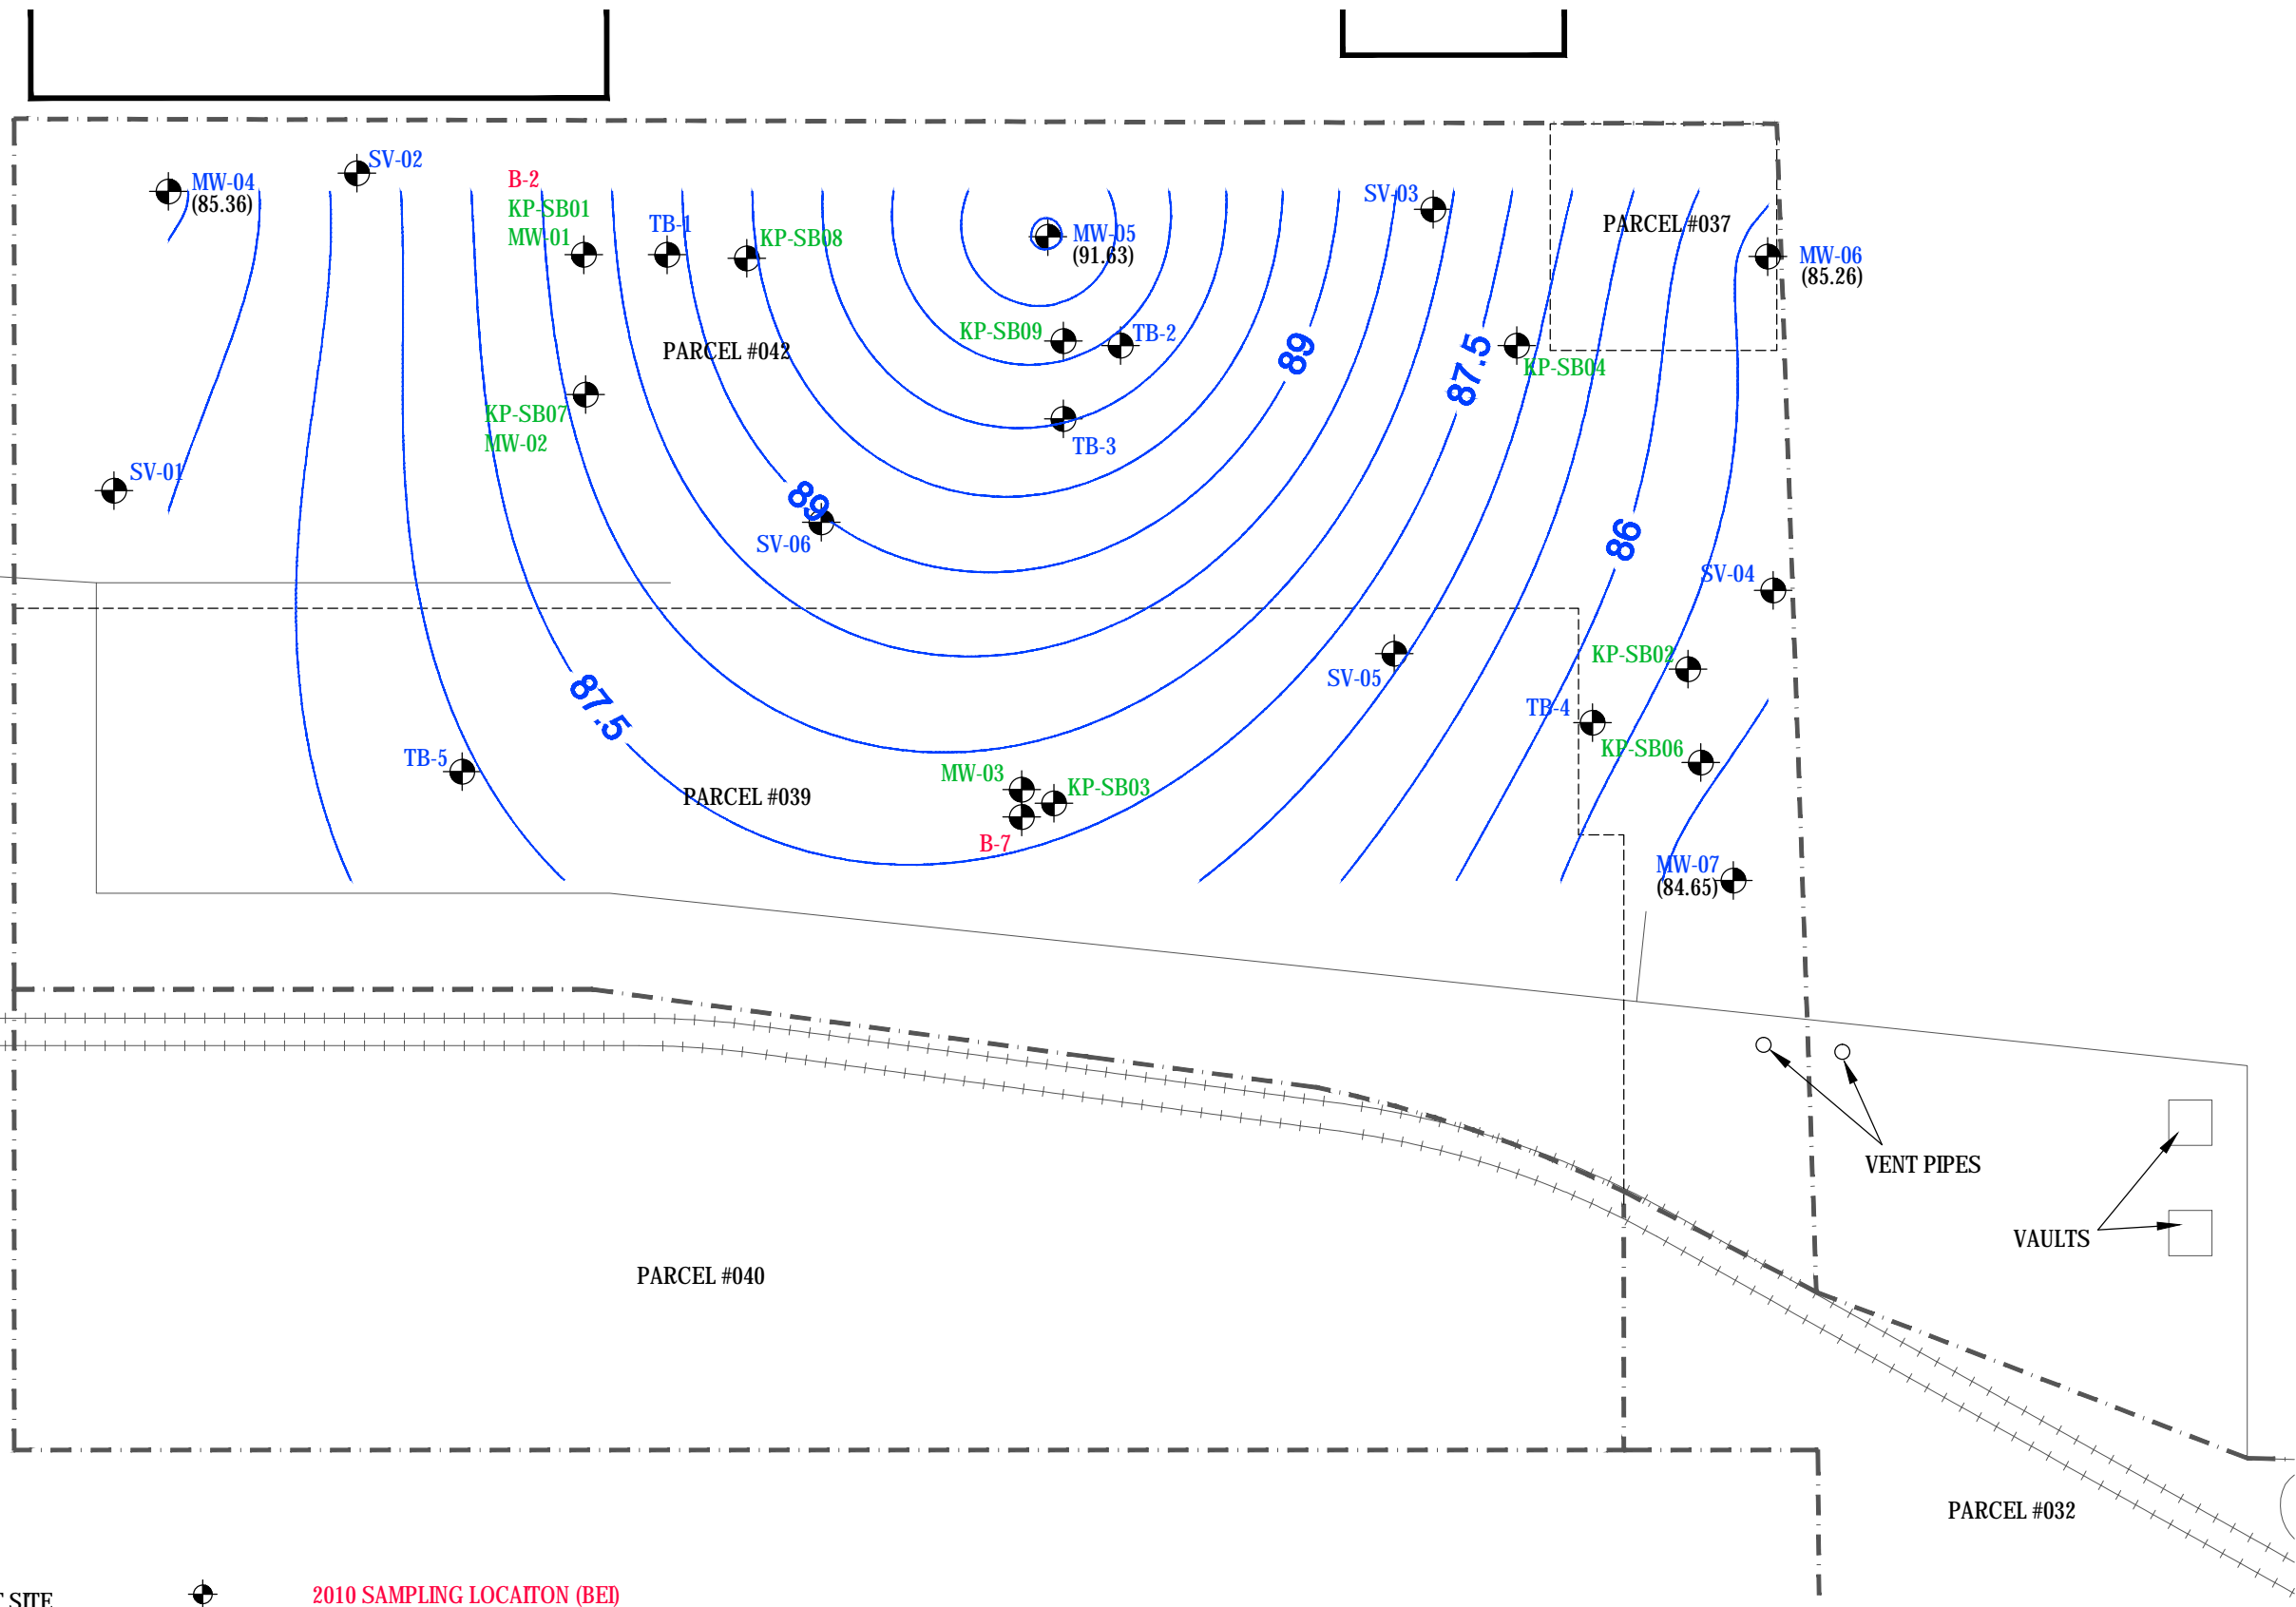 SV-02
MW-04
(85.36)
B-2
KP-SB01
MW-01
TB-1
KP-SB08
MW-05
(91.63)
SV-03
PARCEL #037
MW-06
(85.26)
KP-SB09
TB-2
PARCEL #042
89
87.5
KP-SB04
KP-SB07
MW-02
TB-3
SV-01
89
SV-06
86
SV-04
KP-SB02
SV-05
87.5
TB-4
KP-SB06
TB-5
MW-03
KP-SB03
PARCEL #039
B-7
MW-07
(84.65)
VENT PIPES
VAULTS
PARCEL #040
PARCEL #032
SITE
2010 SAMPLING LOCAITON (BEI)